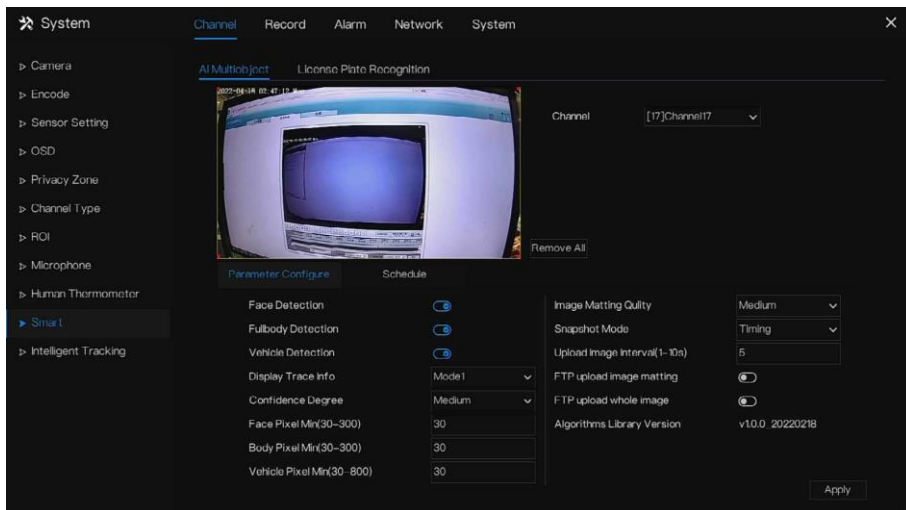 System
Channel Record Alarm Network System
Camera
Encode
Sensor Setting
OSD
Privacy Zone
Channel Type
ROI
Microphone
Human Thermometer
Smart
Intelligent Tracking
AI Multiobject License Plate Recognition
Channel [17]Channel17
Remove All
Parameter Configure Schedule
Face Detection
Fullbody Detection
Vehicle Detection
Display Trace Info Mode1
Confidence Degree Medium
Face Pixel Min(30-300) 30
Body Pixel Min(30-300) 30
Vehicle Pixel Min(30-800) 30
Image Matting Qulity Medium
Snapshot Mode Timing
Upload Image Interval(1-10s) 5
FTP upload image matting
FTP upload whole image
Algorithms Library Version v1.0.0_20220218
Apply